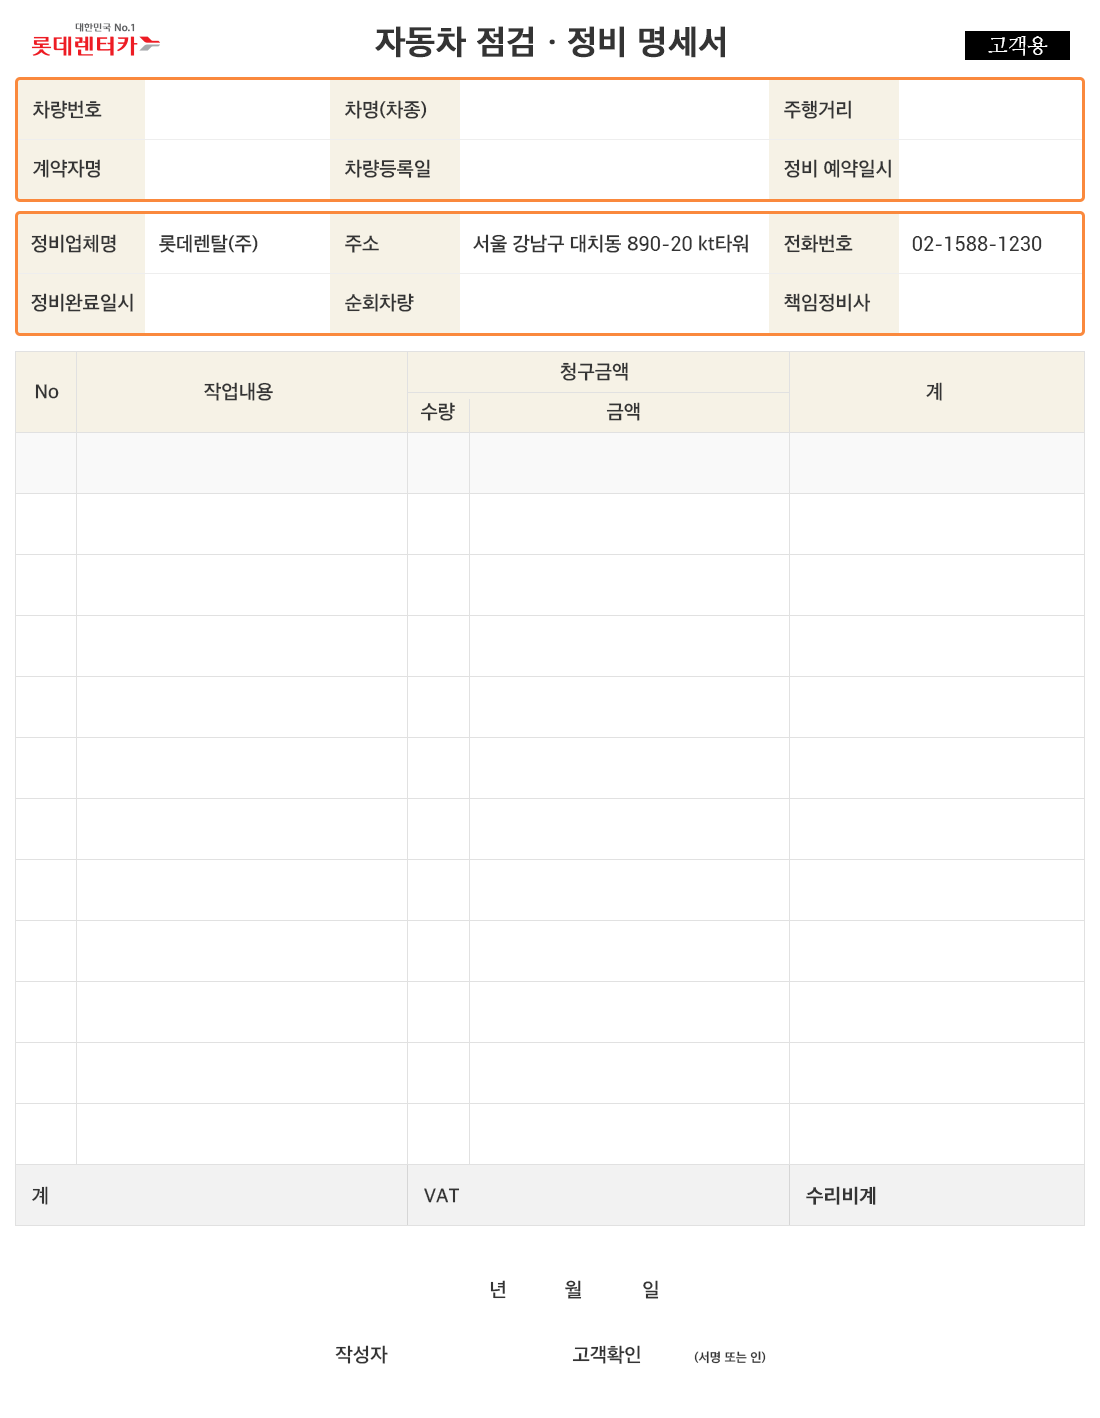 대한민국 No.1
롯데렌터카
자동차 점검 · 정비 명세서
고객용
차량번호 차명(차종) 주행거리
계약자명 차량등록일 정비 예약일시
정비업체명 롯데렌탈(주) 주소 서울 강남구 대치동 890-20 kt타워 전화번호 02-1588-1230
정비완료일시 순회차량 책임정비사
No 작업내용 청구금액 계
수량 금액
계 VAT 수리비계
년 월 일
작성자 고객확인 (서명 또는 인)